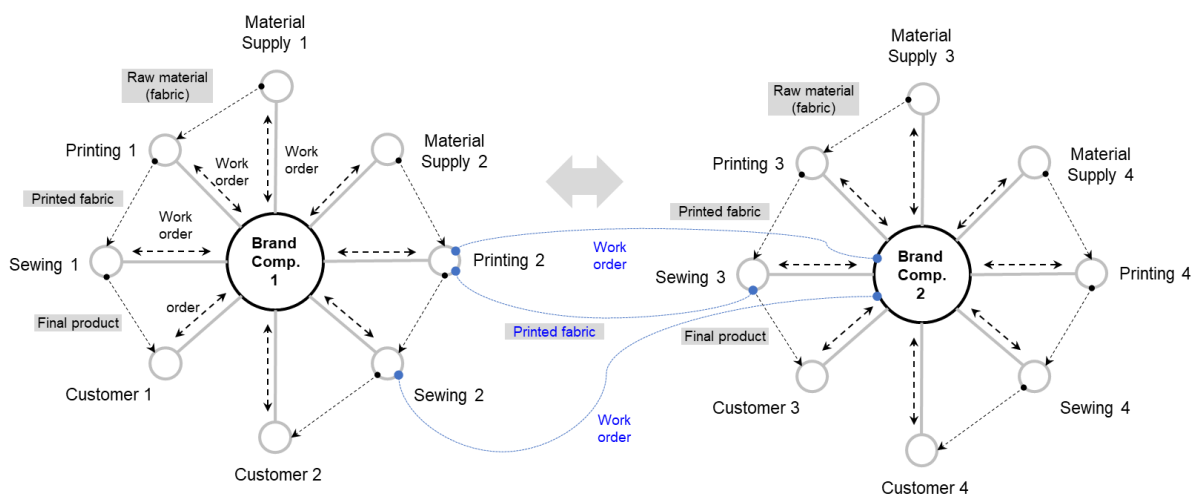 Material
Supply 1
Raw material
(fabric)
Printing 1
Work
order
Work
order
Material
Supply 2
Printed fabric
Work
order
Sewing 1
Brand
Comp.
1
Printing 2
order
Final product
Customer 1
Sewing 2
Customer 2
Work
order
Printed fabric
Work
order
Material
Supply 3
Raw material
(fabric)
Printing 3
Material
Supply 4
Printed fabric
Sewing 3
Brand
Comp.
2
Printing 4
Final product
Customer 3
Sewing 4
Customer 4